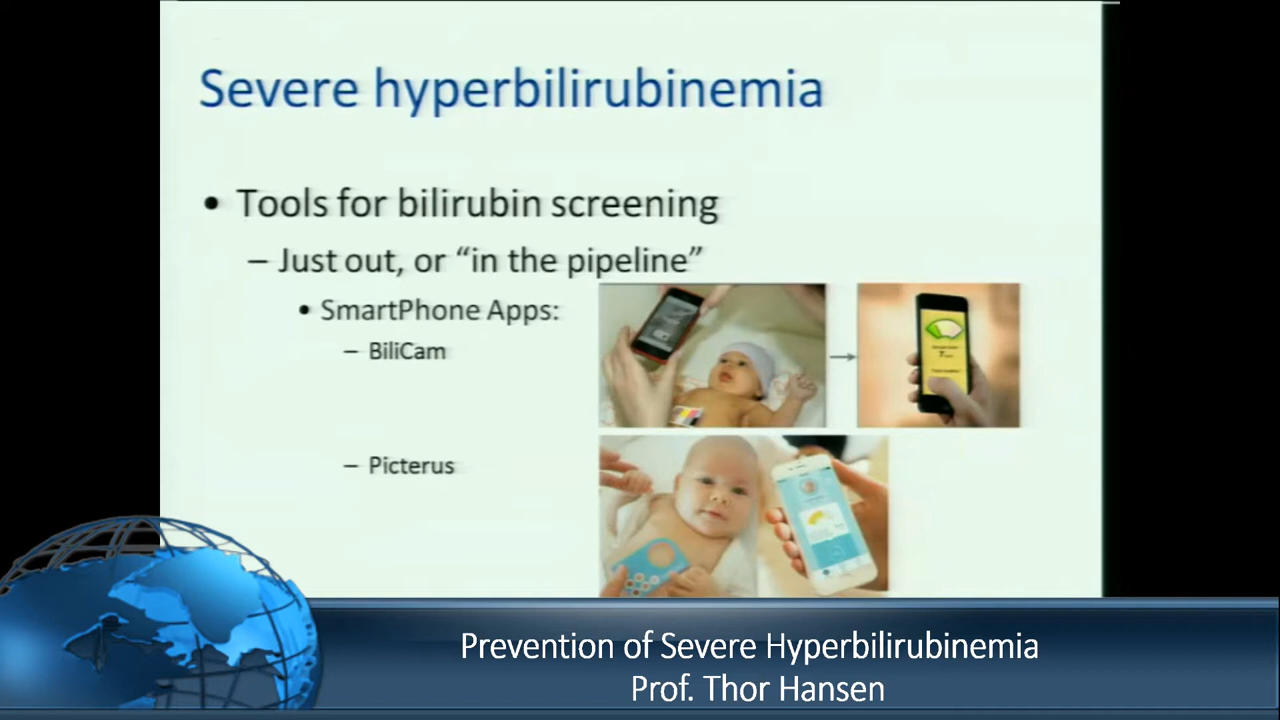 Severe hyperbilirubinemia
• Tools for bilirubin screening
– Just out, or “in the pipeline”
• SmartPhone Apps:
– BiliCam
– Picterus
Prevention of Severe Hyperbilirubinemia
Prof. Thor Hansen